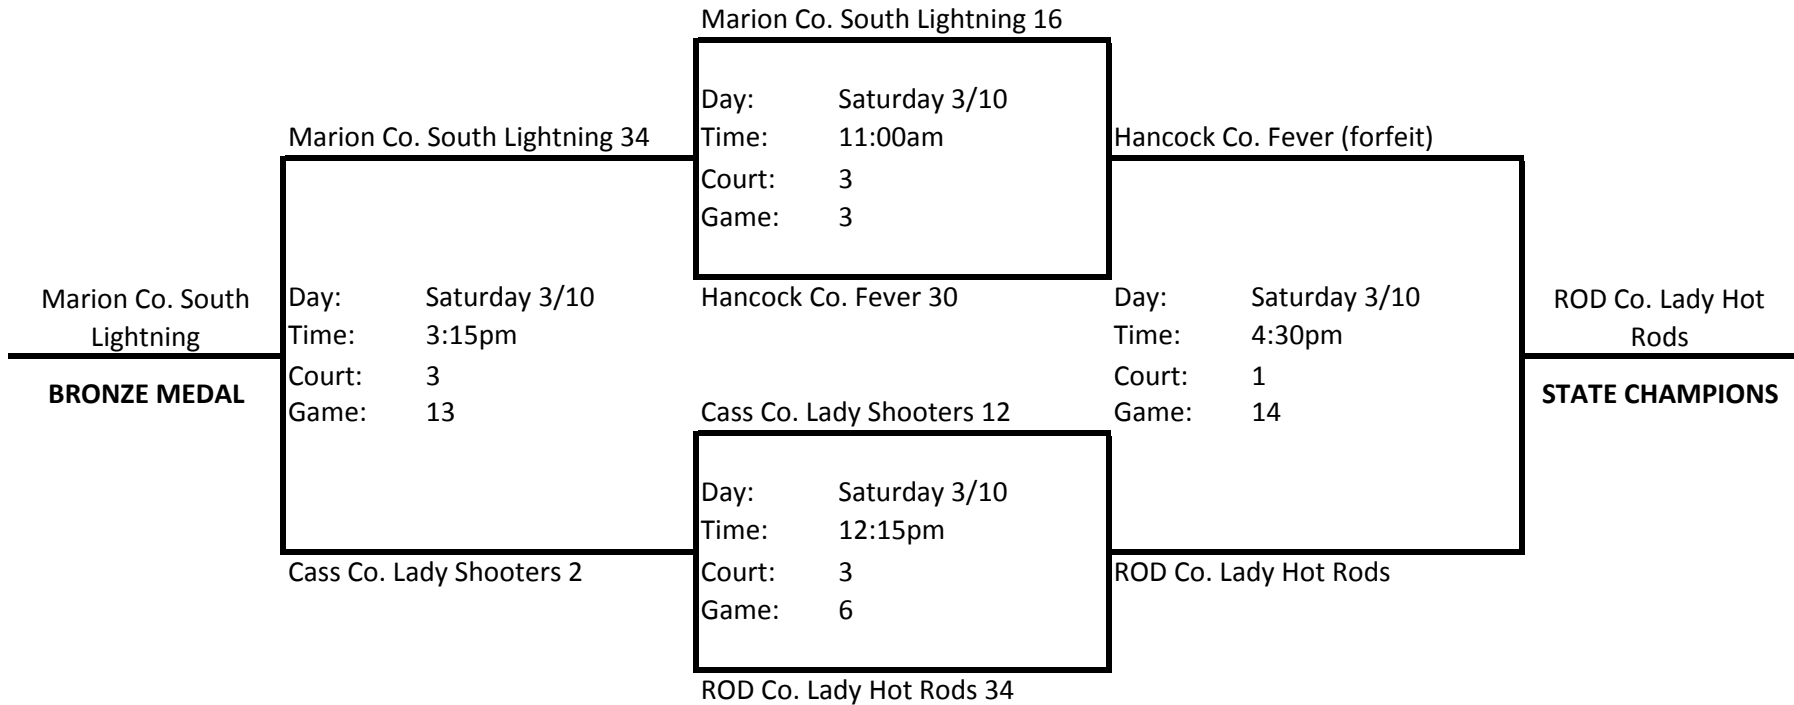 Marion Co. South Lightning 16
Day: Saturday 3/10
Marion Co. South Lightning 34 Time: 11:00am Hancock Co. Fever (forfeit)
Court: 3
Game: 3
Marion Co. South Day: Saturday 3/10 Hancock Co. Fever 30 Day: Saturday 3/10 ROD Co. Lady Hot
Lightning Time: 3:15pm Time: 4:30pm Rods
Court: 3 Court: 1
BRONZE MEDAL STATE CHAMPIONS
Game: 13 Cass Co. Lady Shooters 12 Game: 14
Day: Saturday 3/10
Time: 12:15pm
Cass Co. Lady Shooters 2 Court: 3 ROD Co. Lady Hot Rods
Game: 6
ROD Co. Lady Hot Rods 34